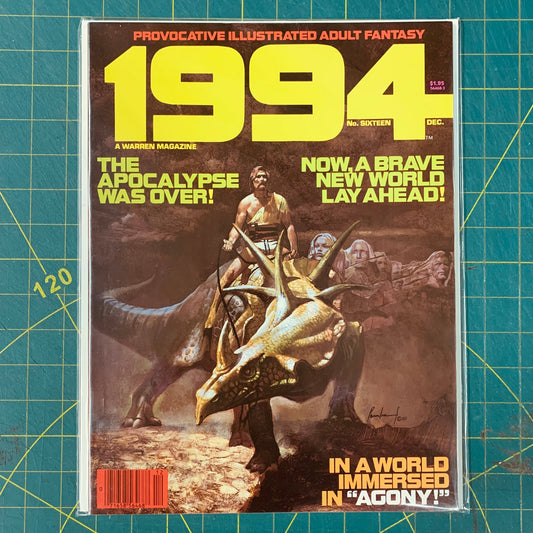 PROVOCATIVE ILLUSTRATED ADULT FANTASY
1994
$1.95
No. SIXTEEN
DEC.
TM
A WARREN MAGAZINE
THE
APOCALYPSE
WAS OVER!
NOW, A BRAVE
NEW WORLD
LAY AHEAD!
120
IN A WORLD
IMMERSED
IN "AGONY!"